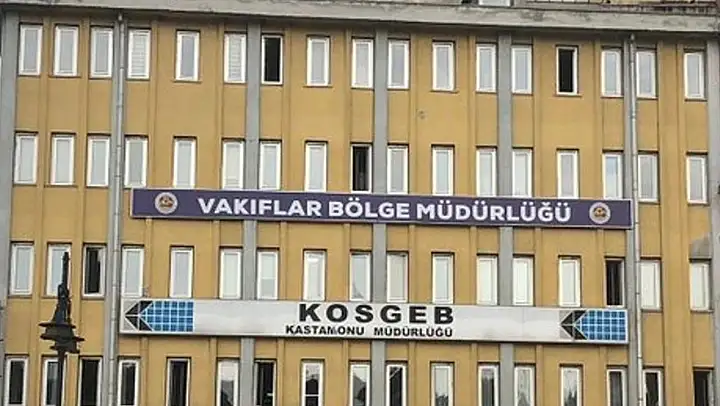 VAKIFLAR BÖLGE MÜDÜRLÜĞÜ
KOSGEB
KASTAMONU MÜDÜRLÜĞÜ